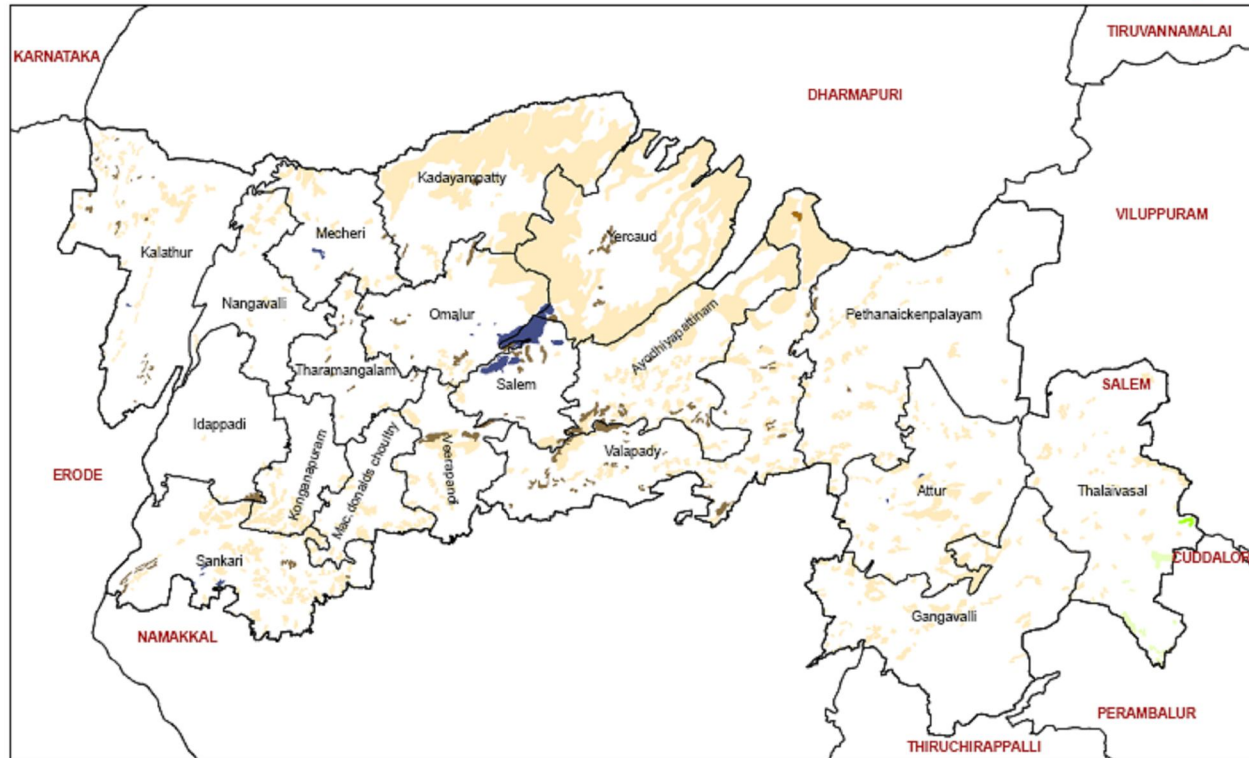 TIRUVANNAMALAI
KARNATAKA
DHARMAPURI
Kadayampatty
VILUPPURAM
Mecheri
Yercaud
Kalathur
Nangavalli
Omalur
Pethanaickenpalayam
Ayodhiyapattinam
Tharamangalam
Salem
SALEM
Idappadi
Konganapuram
Mac.donalds choultry
Veerapandi
Valapady
ERODE
Attur
Thalaivasal
Sankari
CUDDALOR
Gangavalli
NAMAKKAL
PERAMBALUR
THIRUCHIRAPPALLI